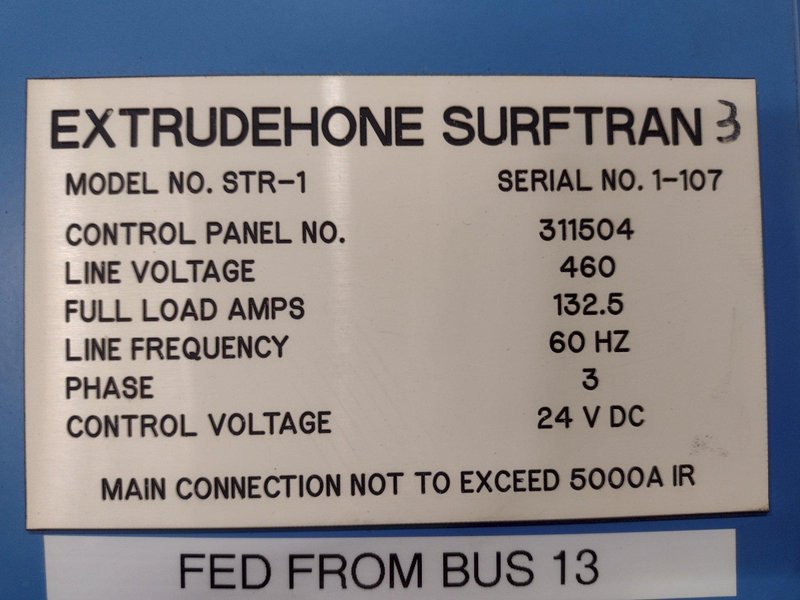 EXTRUDEHONE SURFTRAN 3
MODEL NO. STR-1 SERIAL NO. 1-107
CONTROL PANEL NO. 311504
LINE VOLTAGE 460
FULL LOAD AMPS 132.5
LINE FREQUENCY 60 HZ
PHASE 3
CONTROL VOLTAGE 24 V DC
MAIN CONNECTION NOT TO EXCEED 5000A IR
FED FROM BUS 13